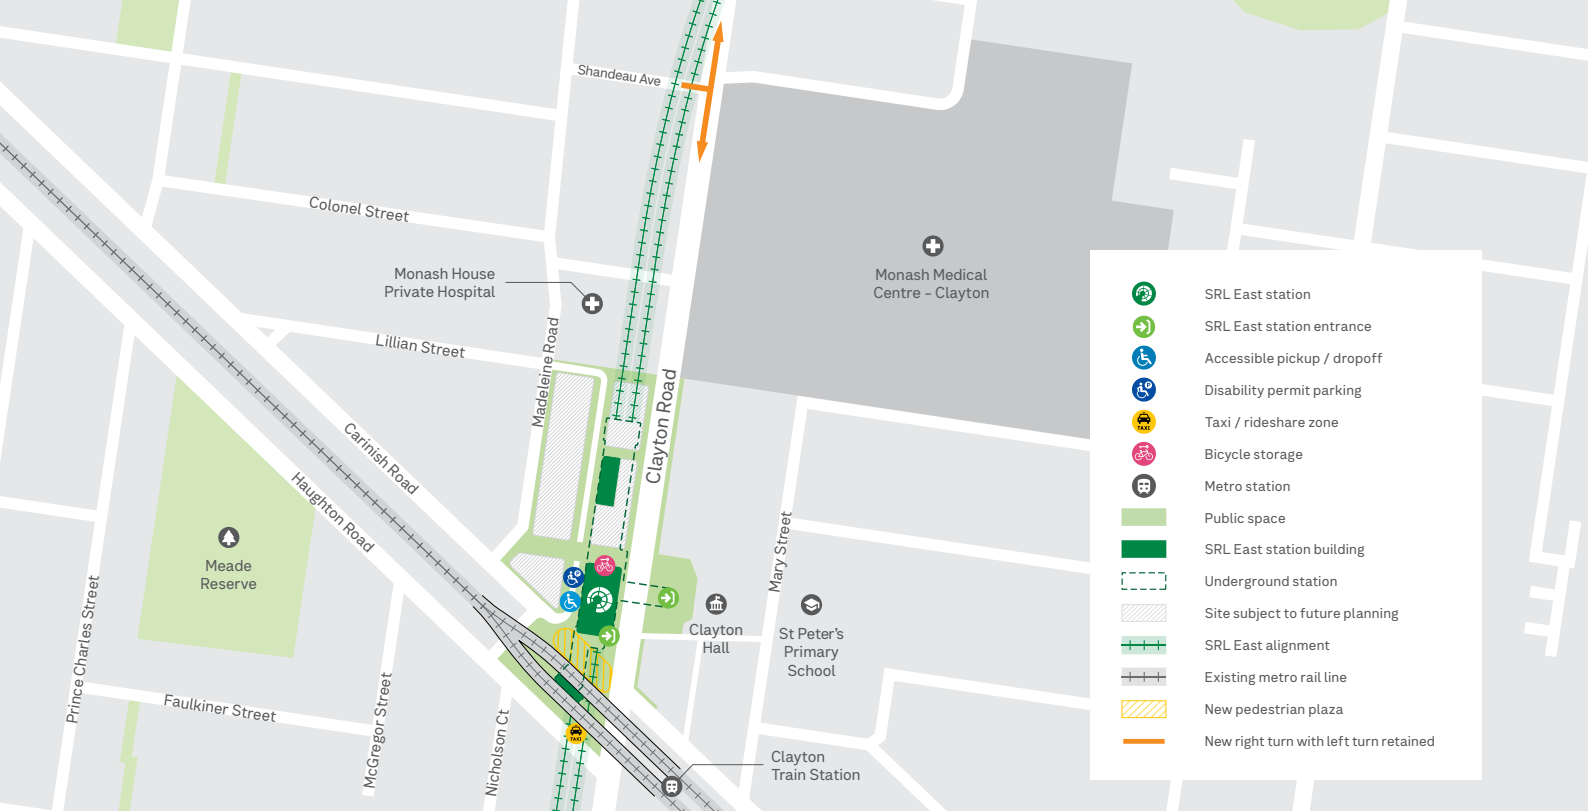 Shandeau Ave
Colonel Street
Monash House
Private Hospital
Monash Medical
Centre – Clayton
Lillian Street
Madeleine Road
Clayton Road
Carinish Road
Haughton Road
Meade
Reserve
Mary Street
Clayton
Hall
St Peter's
Primary
School
Prince Charles Street
Faulkiner Street
McGregor Street
Nicholson Ct
TAXI
Clayton
Train Station
SRL East station
SRL East station entrance
Accessible pickup / dropoff
P
Disability permit parking
TAXI
Taxi / rideshare zone
Bicycle storage
Metro station
Public space
SRL East station building
Underground station
Site subject to future planning
SRL East alignment
Existing metro rail line
New pedestrian plaza
New right turn with left turn retained